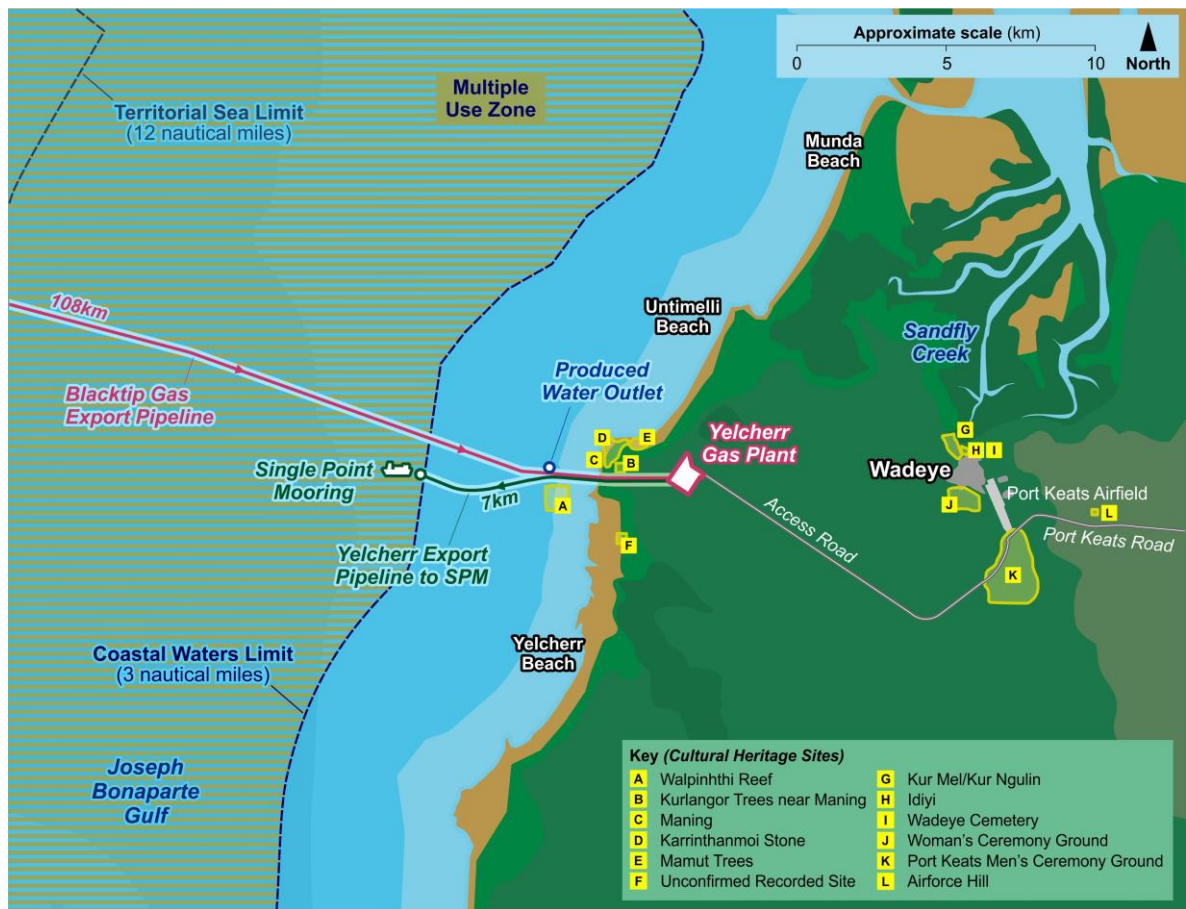 Approximate scale (km)
0
5
10
North
Multiple
Use Zone
Territorial Sea Limit
(12 nautical miles)
Munda
Beach
108km
Untimelli
Beach
Sandfly
Creek
Blacktip Gas
Export Pipeline
Produced
Water Outlet
D
E
C
B
Yelcherr
Gas Plant
G
H
I
Single Point
Mooring
Wadeye
7km
A
J
Port Keats Airfield
L
Port Keats Road
Access Road
F
Yelcherr Export
Pipeline to SPM
K
Yelcherr
Beach
Coastal Waters Limit
(3 nautical miles)
Joseph
Bonaparte
Gulf
Key (Cultural Heritage Sites)
A Walpinhthi Reef
B Kurlangor Trees near Maning
C Maning
D Karrinthanmoi Stone
E Mamut Trees
F Unconfirmed Recorded Site
G Kur Mel/Kur Ngulin
H Idiyi
I Wadeye Cemetery
J Woman's Ceremony Ground
K Port Keats Men's Ceremony Ground
L Airforce Hill